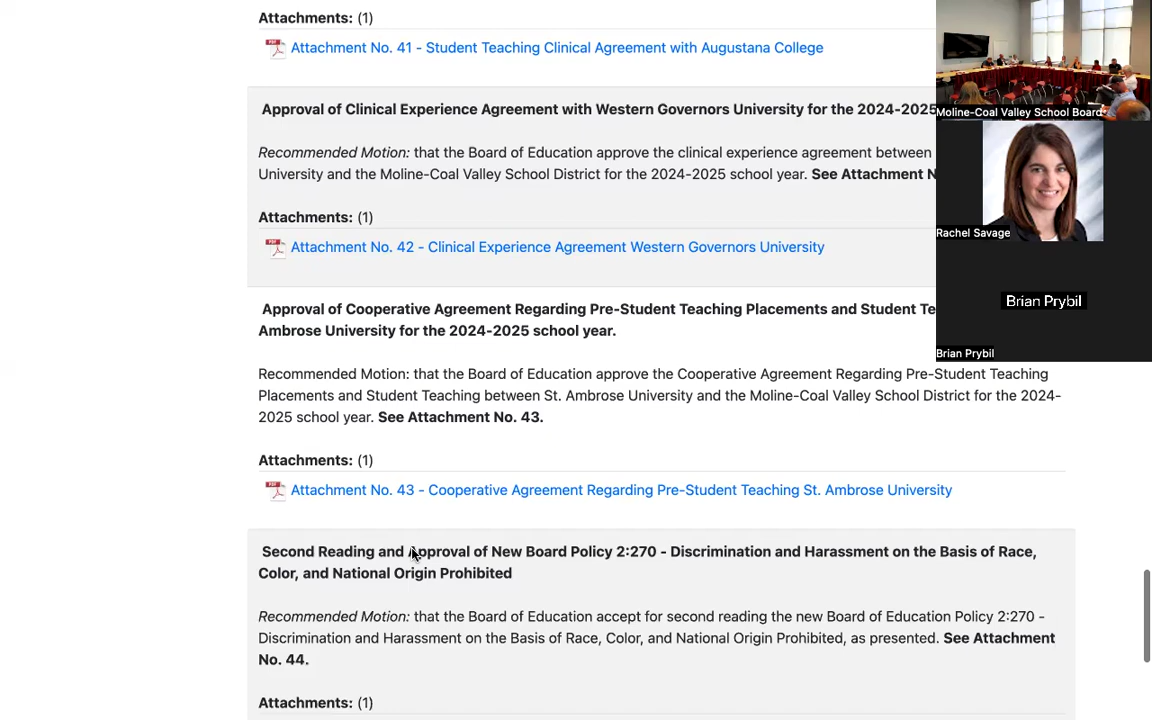 Attachments: (1)
Attachment No. 41 - Student Teaching Clinical Agreement with Augustana College
Approval of Clinical Experience Agreement with Western Governors University for the 2024-2025
Recommended Motion: that the Board of Education approve the clinical experience agreement between
University and the Moline-Coal Valley School District for the 2024-2025 school year. See Attachment N
Attachments: (1)
Attachment No. 42 - Clinical Experience Agreement Western Governors University
Approval of Cooperative Agreement Regarding Pre-Student Teaching Placements and Student Te
Ambrose University for the 2024-2025 school year.
Recommended Motion: that the Board of Education approve the Cooperative Agreement Regarding Pre-Student Teaching
Placements and Student Teaching between St. Ambrose University and the Moline-Coal Valley School District for the 2024-
2025 school year. See Attachment No. 43.
Attachments: (1)
Attachment No. 43 - Cooperative Agreement Regarding Pre-Student Teaching St. Ambrose University
Second Reading and Approval of New Board Policy 2:270 - Discrimination and Harassment on the Basis of Race,
Color, and National Origin Prohibited
Recommended Motion: that the Board of Education accept for second reading the new Board of Education Policy 2:270 -
Discrimination and Harassment on the Basis of Race, Color, and National Origin Prohibited, as presented. See Attachment
No. 44.
Attachments: (1)
Moline-Coal Valley School Board
Rachel Savage
Brian Prybil
Brian Prybil